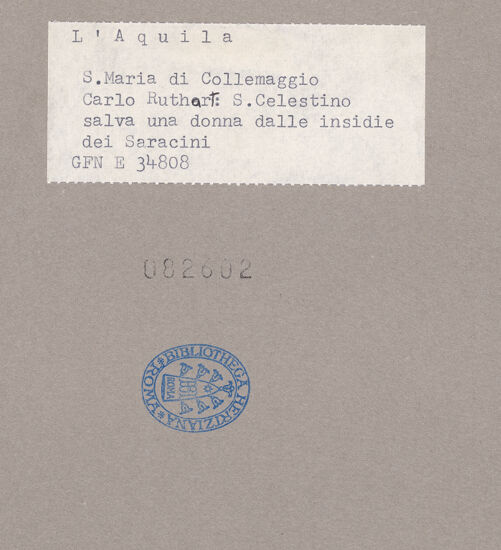 L'Aquila
S.Maria di Collemaggio
Carlo Ruthart: S.Celestino
salva una donna dalle insidie
dei Saracini
GFN E 34808
082602
*BIBLIOTHECA HERTZIANA*ROMA
ROMA